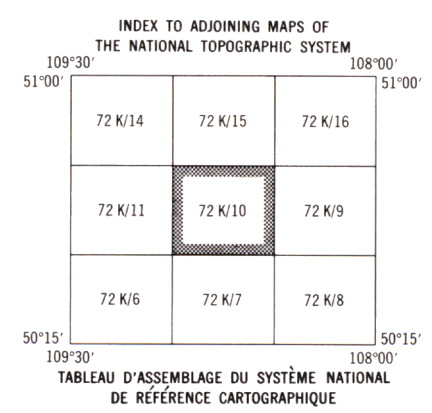 INDEX TO ADJOINING MAPS OF
THE NATIONAL TOPOGRAPHIC SYSTEM
109°30′ 108°00′
51°00′ 51°00′
72 K/14 72 K/15 72 K/16
72 K/11 72 K/10 72 K/9
72 K/6 72 K/7 72 K/8
50°15′ 50°15′
109°30′ 108°00′
TABLEAU D'ASSEMBLAGE DU SYSTÈME NATIONAL
DE RÉFÉRENCE CARTOGRAPHIQUE